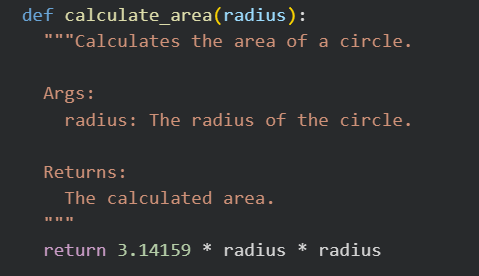 def calculate_area(radius):
  """Calculates the area of a circle.

  Args:
    radius: The radius of the circle.

  Returns:
    The calculated area.
  """
  return 3.14159 * radius * radius